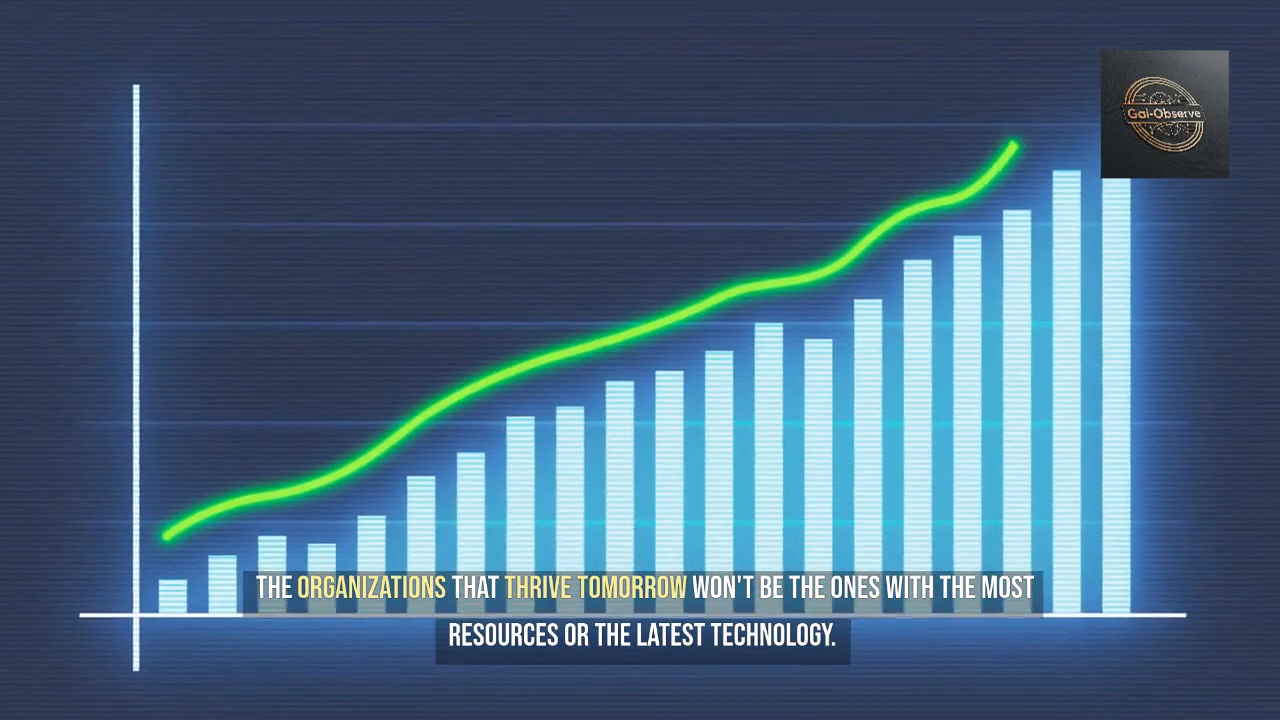 Gai-Observe
THE ORGANIZATIONS THAT THRIVE TOMORROW WON'T BE THE ONES WITH THE MOST
RESOURCES OR THE LATEST TECHNOLOGY.